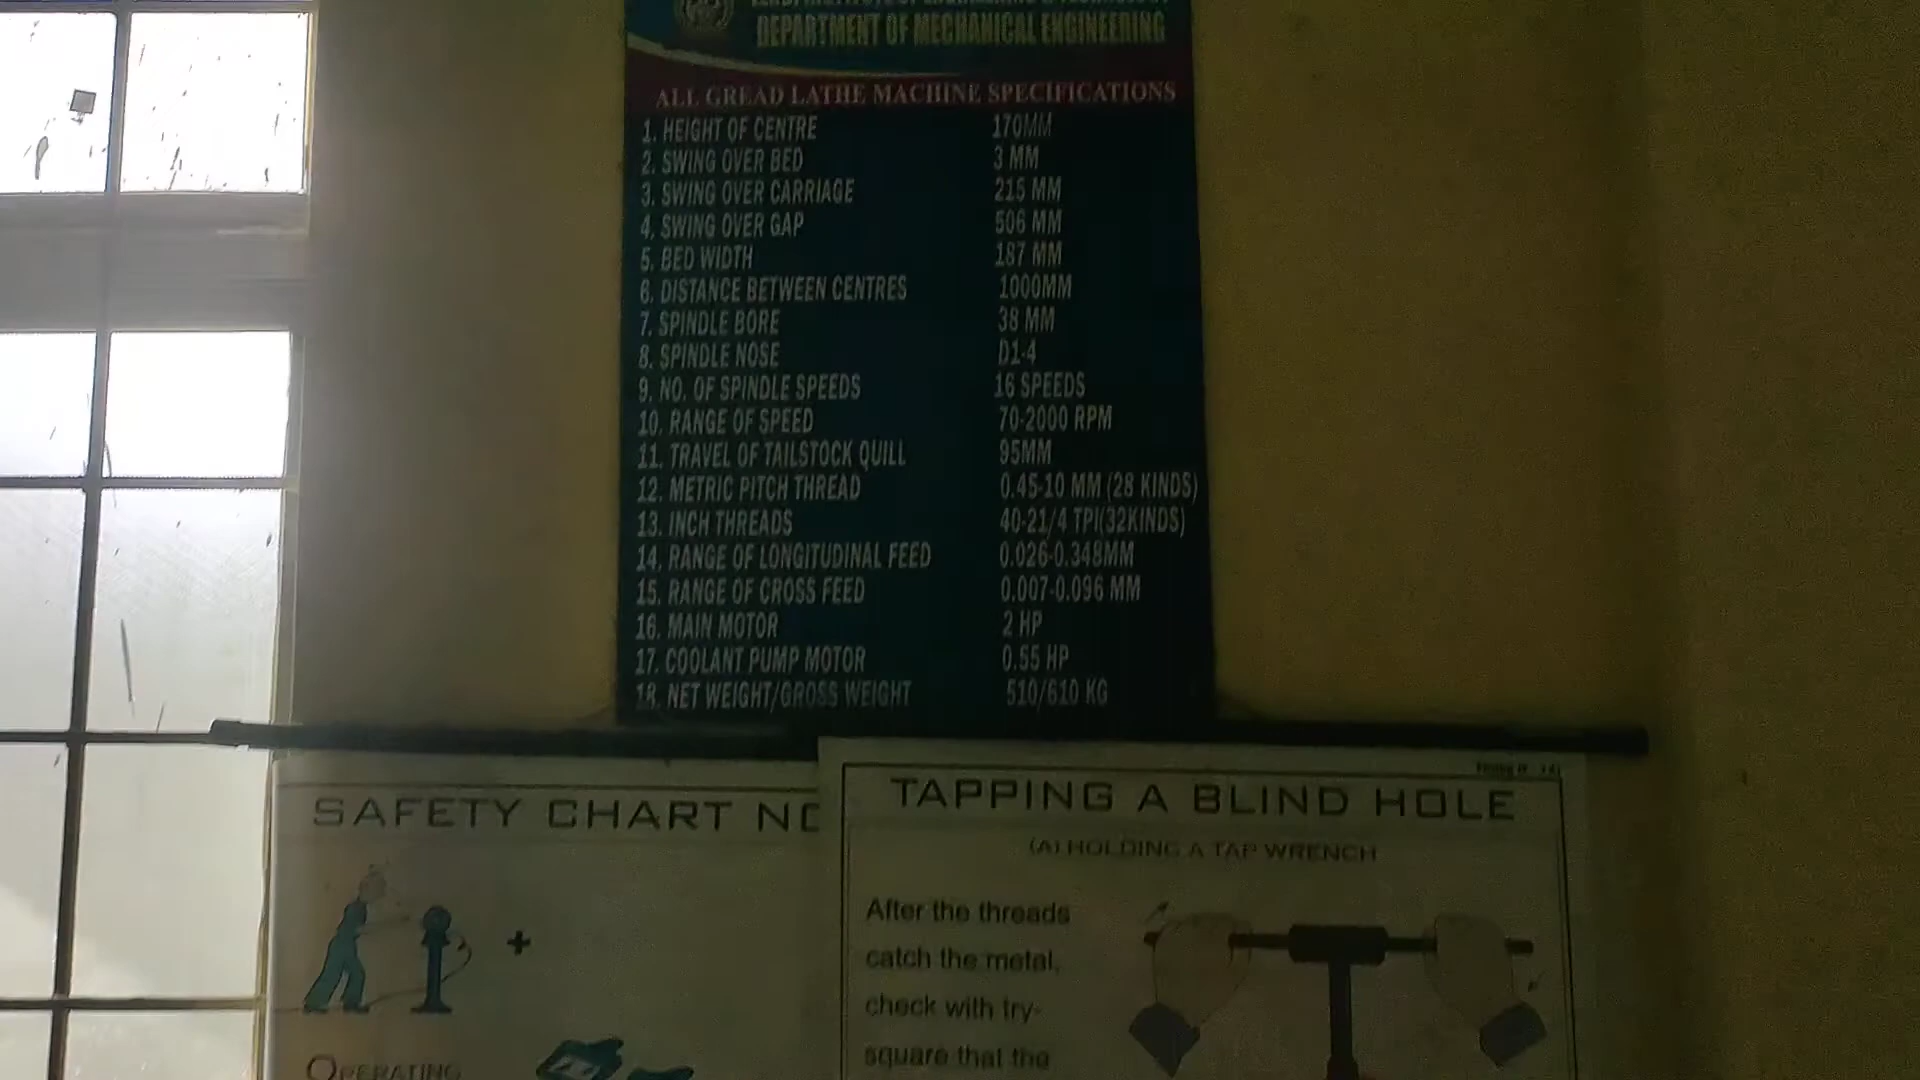 DEPARTMENT OF MECHANICAL ENGINEERING
ALL GREAD LATHE MACHINE SPECIFICATIONS
1. HEIGHT OF CENTRE 170MM
2. SWING OVER BED 3 MM
3. SWING OVER CARRIAGE 215 MM
4. SWING OVER GAP 506 MM
5. BED WIDTH 187 MM
6. DISTANCE BETWEEN CENTRES 1000MM
7. SPINDLE BORE 38 MM
8. SPINDLE NOSE D1-4
9. NO. OF SPINDLE SPEEDS 16 SPEEDS
10. RANGE OF SPEED 70-2000 RPM
11. TRAVEL OF TAILSTOCK QUILL 95MM
12. METRIC PITCH THREAD 0.45-10 MM (28 KINDS)
13. INCH THREADS 40-21/4 TPI(32KINDS)
14. RANGE OF LONGITUDINAL FEED 0.026-0.348MM
15. RANGE OF CROSS FEED 0.007-0.096 MM
16. MAIN MOTOR 2 HP
17. COOLANT PUMP MOTOR 0.55 HP
18. NET WEIGHT/GROSS WEIGHT 510/610 KG
SAFETY CHART NO
OPERATING
TAPPING A BLIND HOLE
(A) HOLDING A TAP WRENCH
After the threads
catch the metal,
check with try-
square that the